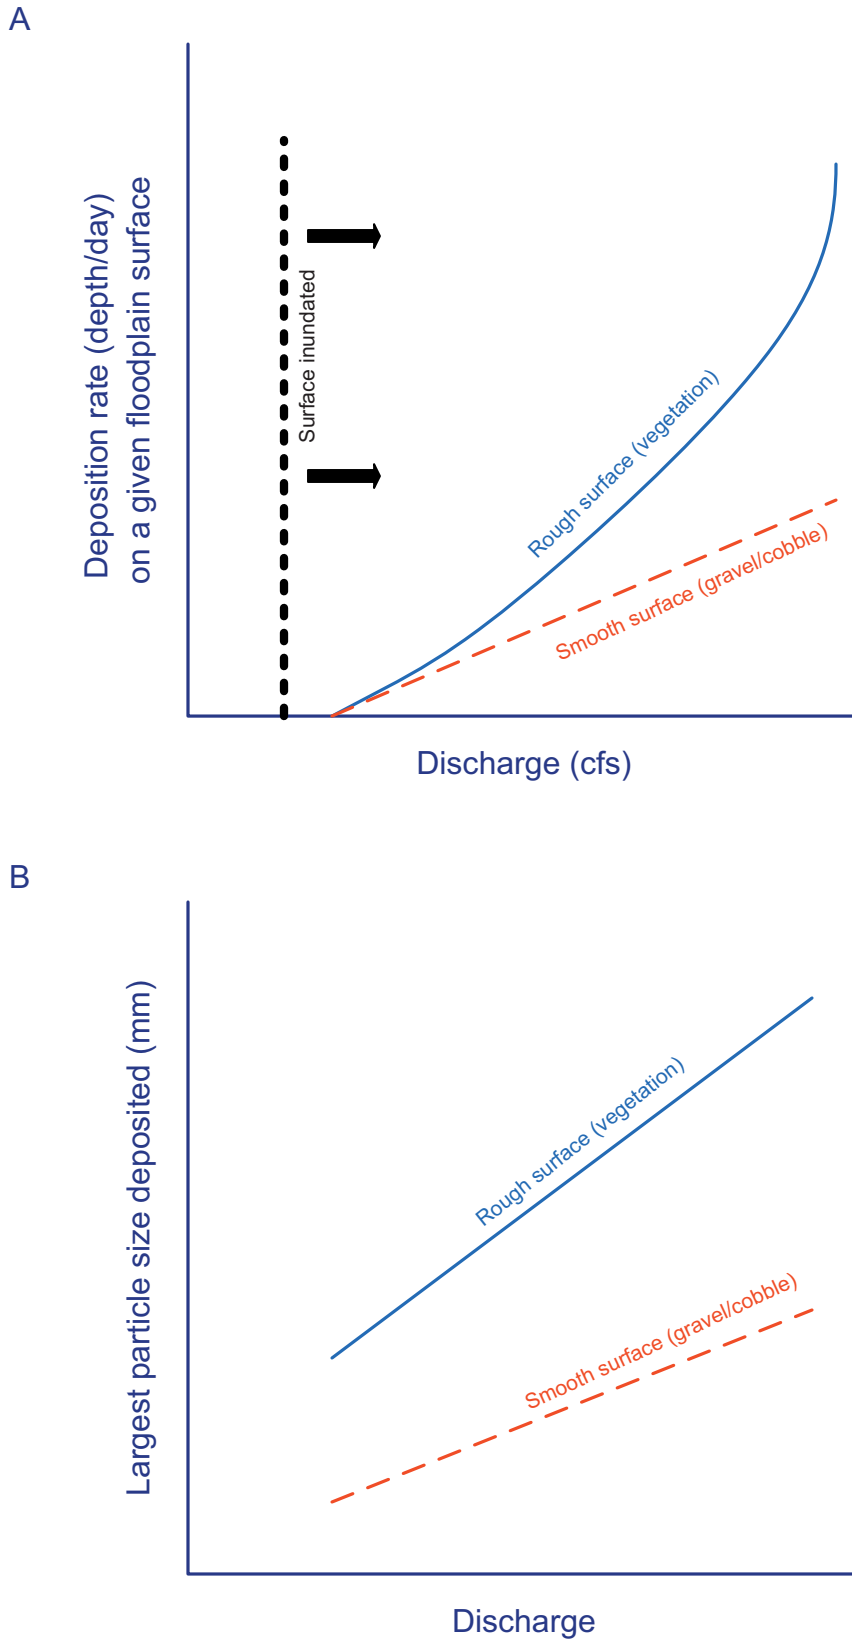 A
Deposition rate (depth/day)
on a given floodplain surface
Surface inundated
Rough surface (vegetation)
Smooth surface (gravel/cobble)
Discharge (cfs)
B
Largest particle size deposited (mm)
Rough surface (vegetation)
Smooth surface (gravel/cobble)
Discharge